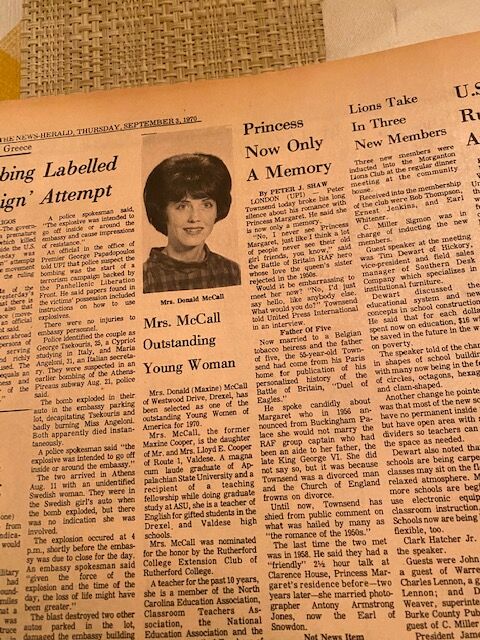 THE NEWS-HERALD, THURSDAY, SEPTEMBER 3, 1970
Greece
bing Labelled
ign' Attempt
A police spokesman said,
"The explosive was intended to
go off inside or around the
embassy and cause impressions
of resistance."
An official in the office of
Premier George Papadopoulos
told UPI that police suspect the
bombing was the start of a
terrorism campaign backed by
the Panhellenic Liberation
Front. He said papers found in
the victims' possession included
instructions on how to use
explosives.
There were no injuries to
embassy personnel.
Police identified the couple as
George Tsekuris, 25, a Cypriot
studying in Italy, and Maria
Angeloni, 21, an Italian secreta-
ry. They were suspected in an
earlier bombing of the Athens-
Piraeus subway Aug. 21, police
said.
The bomb exploded in their
auto in the embassy parking
lot, decapitating Tsekuris and
badly burning Miss Angeloni.
Both apparently died instan-
taneously.
A police spokesman said "the
explosive was intended to go off
inside or around the embassy."
The two arrived in Athens
Aug. 11 with an unidentified
Swedish woman. They were in
the Swedish girl's auto when
the bomb exploded, but there
was no indication she was
involved.
The explosion occured at 4
p.m., shortly before the embas-
sy was due to close for the day.
An embassy spokesman said
"given the force of the
explosion and the time of the
day, the loss of life might have
been greater."
The blast destroyed two other
autos parked in the lot,
damaged the embassy building
Mrs. Donald McCall
Mrs. McCall
Outstanding
Young Woman
Mrs. Donald (Maxine) McCall
of Westwood Drive, Drexel, has
been selected as one of the
outstanding Young Women of
America for 1970.
Mrs. McCall, the former
Maxine Cooper, is the daughter
of Mr. and Mrs. Lloyd E. Cooper
of Route 1, Valdese. A magna
cum laude graduate of Ap-
palachian State University and a
recipient of a teaching
fellowship while doing graduate
study at ASU, she is a teacher of
English for gifted students in the
Drexel and Valdese high
schools.
Mrs. McCall was nominated
for the honor by the Rutherford
College Extension Club of
Rutherford College.
A teacher for the past 10 years,
she is a member of the North
Carolina Education Association,
Classroom Teachers As-
sociation, the National
Education Association and the
Princess
Now Only
A Memory
By PETER J. SHAW
LONDON (UPI) — Peter
Townsend today broke his long
silence about his romance with
Princess Margaret. He said she
is now only a memory.
"No, I never see Princess
Margaret, just like I think a lot
of people never see their old
girl friends, you know," said
the Battle of Britain RAF hero
whose love the queen's sister
rejected in the 1950s.
Would it be embarrassing to
meet her now? "No, I'd just
say hello, like anybody else.
What else do you do?" Townsend
told United Press International
in an interview.
Father Of Five
Now married to a Belgian
tobacco heiress and the father
of five, the 55-year-old Town-
send had come from his Paris
home for publication of his
personalized history of the
Battle of Britain, "Duel of
Eagles."
He spoke candidly about
Margaret who in 1955 an-
nounced from Buckingham Pa-
lace she would not marry the
RAF group captain who had
been an aide to her father, the
late King George VI. She did
not say so, but it was because
Townsend was a divorced man
and the Church of England
frowns on divorce.
Until now, Townsend has
shied from public comment on
what was hailed by many as
"the romance of the 1950s."
The last time the two met
was in 1958. He said they had a
"friendly" 2½ hour talk at
Clarence House, Princess Mar-
garet's residence before—two
years later—she married photo-
grapher Antony Armstrong
Jones, now the Earl of
Snowdon.
Not News Item
Lions Take
In Three
New Members
Three new members were
inducted into the Morganton
Lions Club at the regular dinner
meeting at the community
house.
Received into the membership
of the club were Bob Thompson,
Ernest Jenkins, and Earl
Whitener.
C. Miller Sigmon was in
charge of inducting the new
members.
Guest speaker at the meeting
was Tim Dewart of Hickory,
vice-president and field sales
manager of Southern Desk
Company which specializes in
institutional furniture.
Dewart discussed the
educational system and new
concepts in school construction.
He said that for each dollar
spent now on education, $16 wi
be saved in the future in welfare
The speaker told of the chan
shapes of school buildin
with many now being in the fo
of circles, octagons, hexag
and clam-shaped.
Another change he pointe
was that most of the new sch
have no permanent inside
but have open area with r
dividers so teachers can
the space as needed.
Dewart also noted that
schools are being carpet
classes may sit on the fl
relaxed atmosphere. M
more schools are begi
use electronic equip
classroom instruction.
Schools now are being
flexible, too.
Clark Hatcher Jr.
the speaker.
Guests were John
a guest of Warre
Charles Lennon, a g
Lennon; and D
Weaver, superinte
Burke County Pub
guest of C. Miller
President Jam
U.S
Ru
A